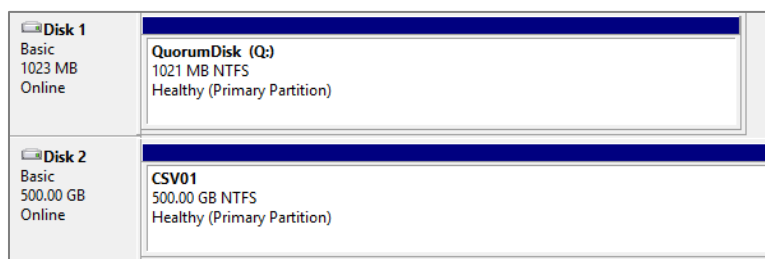 Disk 1
Basic
1023 MB
Online
QuorumDisk (Q:)
1021 MB NTFS
Healthy (Primary Partition)
Disk 2
Basic
500.00 GB
Online
CSV01
500.00 GB NTFS
Healthy (Primary Partition)